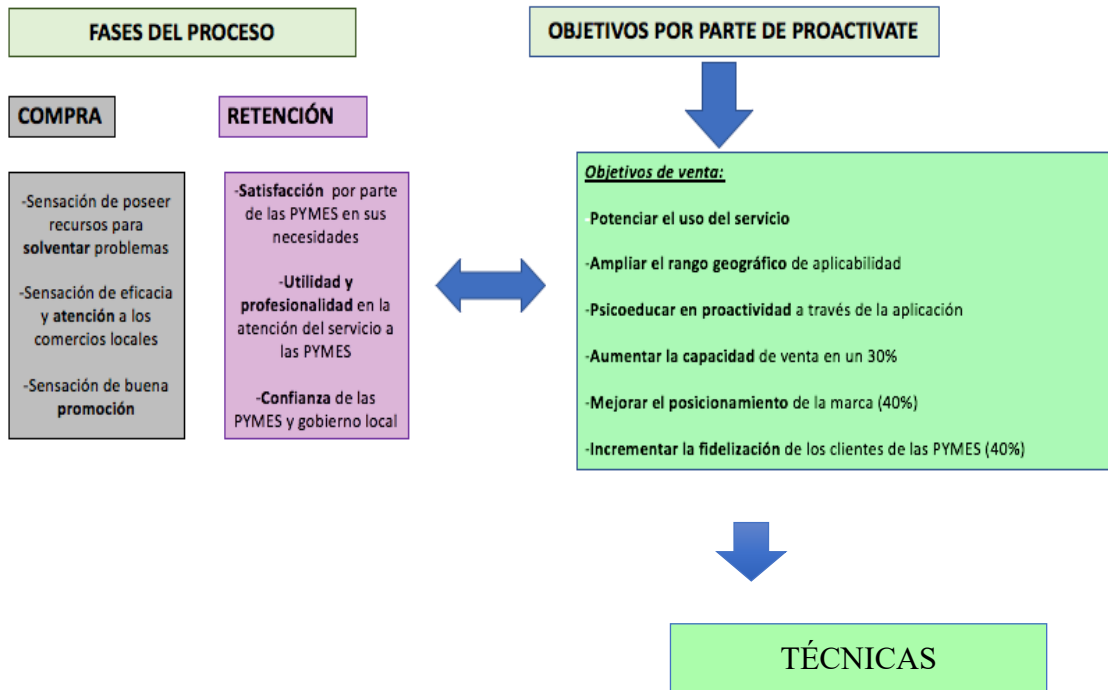 FASES DEL PROCESO
OBJETIVOS POR PARTE DE PROACTIVATE
COMPRA
RETENCIÓN
-Sensación de poseer
recursos para
solventar problemas
-Sensación de eficacia
y atención a los
comercios locales
-Sensación de buena
promoción
-Satisfacción por parte
de las PYMES en sus
necesidades
-Utilidad y
profesionalidad en la
atención del servicio a
las PYMES
-Confianza de las
PYMES y gobierno local
Objetivos de venta:
-Potenciar el uso del servicio
-Ampliar el rango geográfico de aplicabilidad
-Psicoeducar en proactividad a través de la aplicación
-Aumentar la capacidad de venta en un 30%
-Mejorar el posicionamiento de la marca (40%)
-Incrementar la fidelización de los clientes de las PYMES (40%)
TÉCNICAS